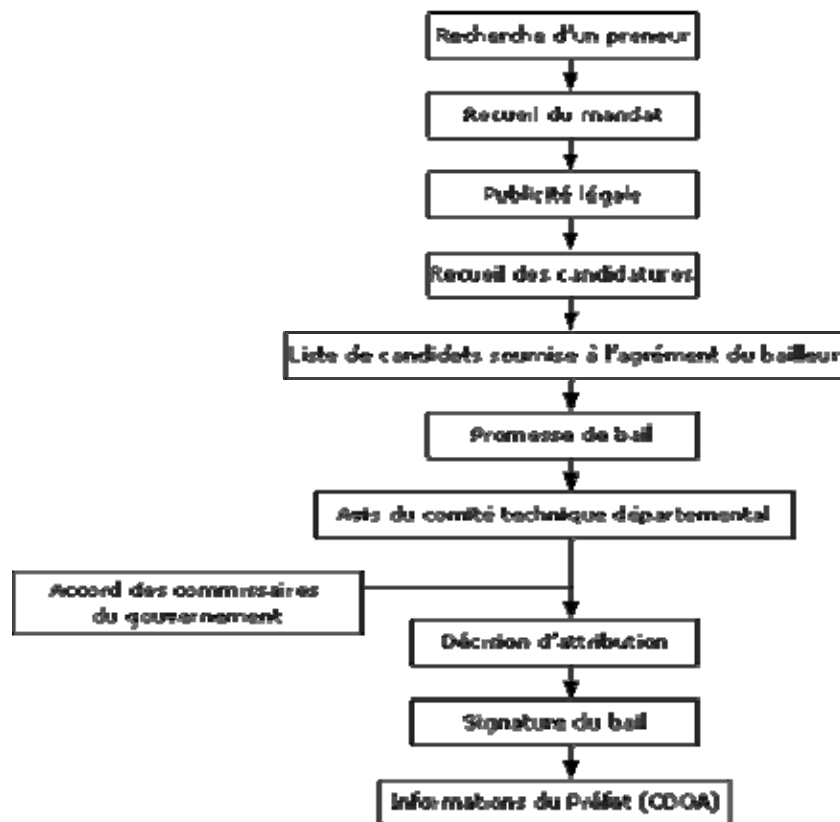 Recherche d'un preneur
Recueil du mandat
Publicité légale
Recueil des candidatures
Liste de candidats soumise à l'agrément du bailleur
Promesse de bail
Avis du comité technique départemental
Accord des commissaires
du gouvernement
Décision d'attribution
Signature du bail
Informations du Préfet (CDOA)